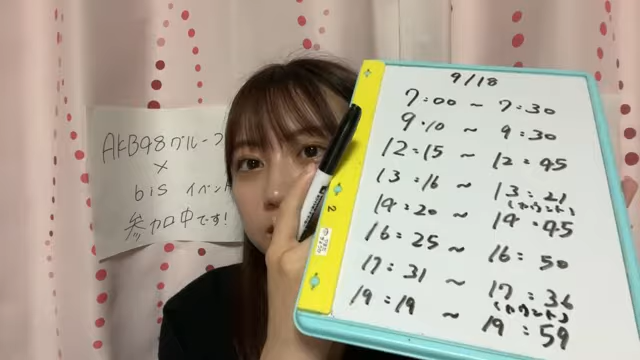 AKB48グループ
×
bis イベント
参加中です!
9/18
7:00 ~ 7:30
9:10 ~ 9:30
12:15 ~ 12:45
13:16 ~ 13:21
(カウント)
14:20 ~ 14:45
16:25 ~ 16:50
17:31 ~ 17:36
(カウント)
19:19 ~ 19:59
2